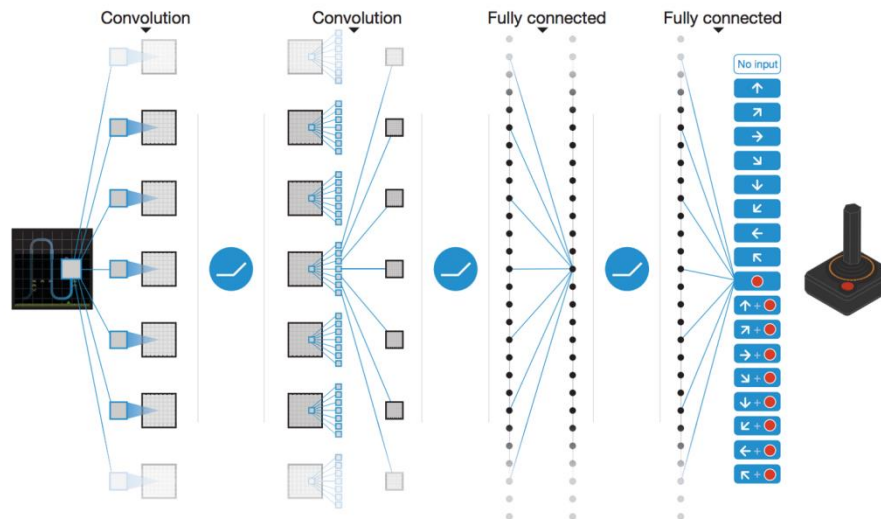 Convolution
Convolution
Fully connected
Fully connected
No input
+
+
+
+
+
+
+
+